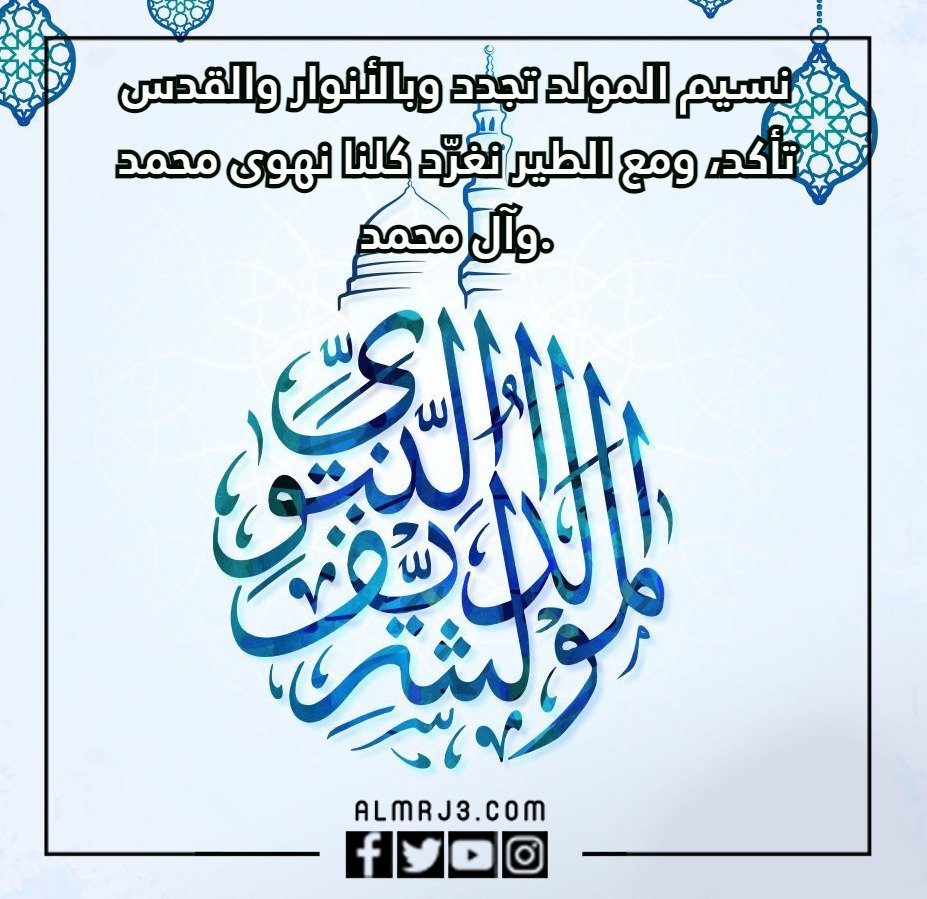 نسيم المولد تجدد وبالأنوار والقدس
تأكد، ومع الطير نغرّد كلنا نهوى محمد
وآل محمد.
المولد النبوي الشريف
ALMRJ3.COM